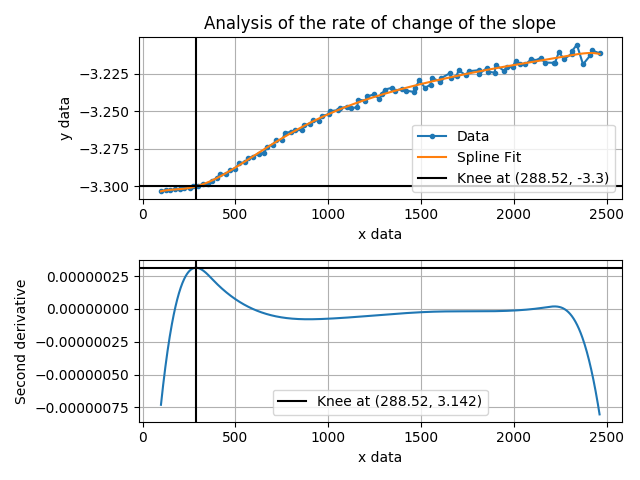 Analysis of the rate of change of the slope
y data
−3.225
−3.250
−3.275
−3.300
Data
Spline Fit
Knee at (288.52, -3.3)
0 500 1000 1500 2000 2500
x data
Second derivative
0.00000025
0.00000000
−0.00000025
−0.00000050
−0.00000075
Knee at (288.52, 3.142)
0 500 1000 1500 2000 2500
x data